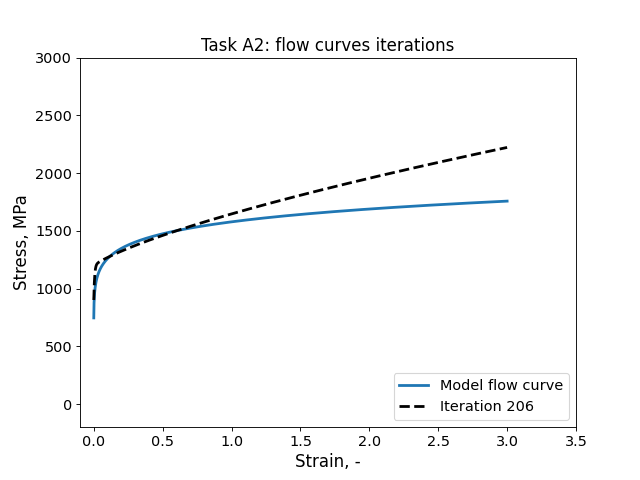 Task A2: flow curves iterations
3000
2500
2000
1500
1000
500
0
Stress, MPa
0.0 0.5 1.0 1.5 2.0 2.5 3.0 3.5
Strain, -
Model flow curve
Iteration 206